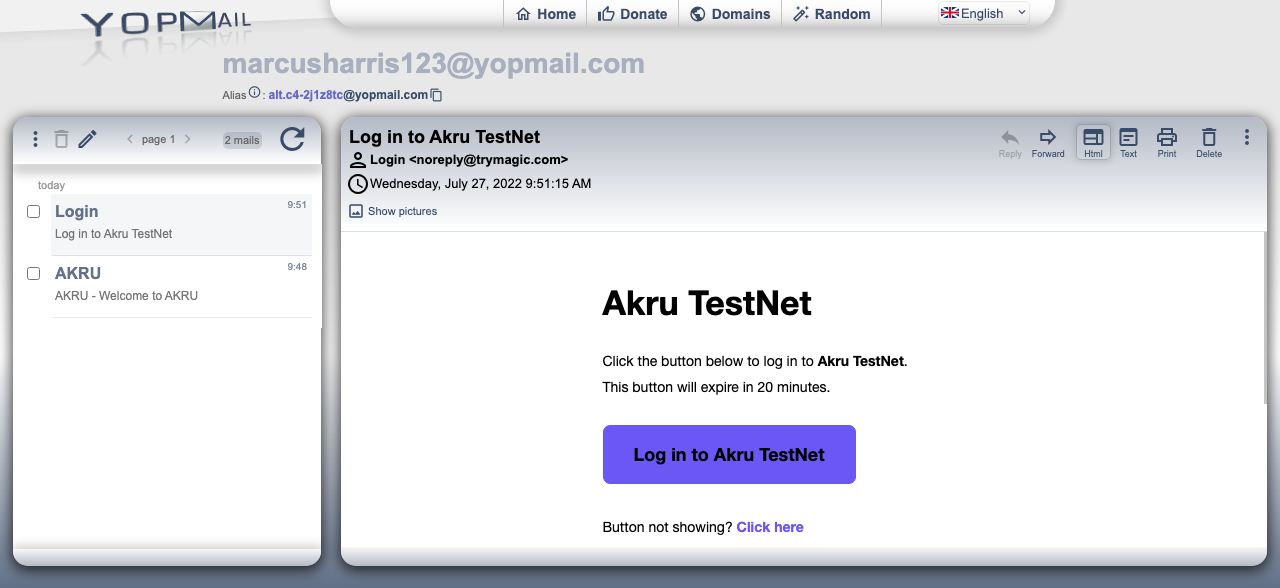 YOPMAIL
Home Donate Domains Random English
marcusharris123@yopmail.com
Alias : alt.c4-2j1z8tc@yopmail.com
page 1 2 mails
today
Login 9:51
Log in to Akru TestNet
AKRU 9:48
AKRU - Welcome to AKRU
Log in to Akru TestNet
Login <noreply@trymagic.com>
Wednesday, July 27, 2022 9:51:15 AM
Show pictures
Reply Forward Html Text Print Delete
Akru TestNet
Click the button below to log in to Akru TestNet.
This button will expire in 20 minutes.
Log in to Akru TestNet
Button not showing? Click here